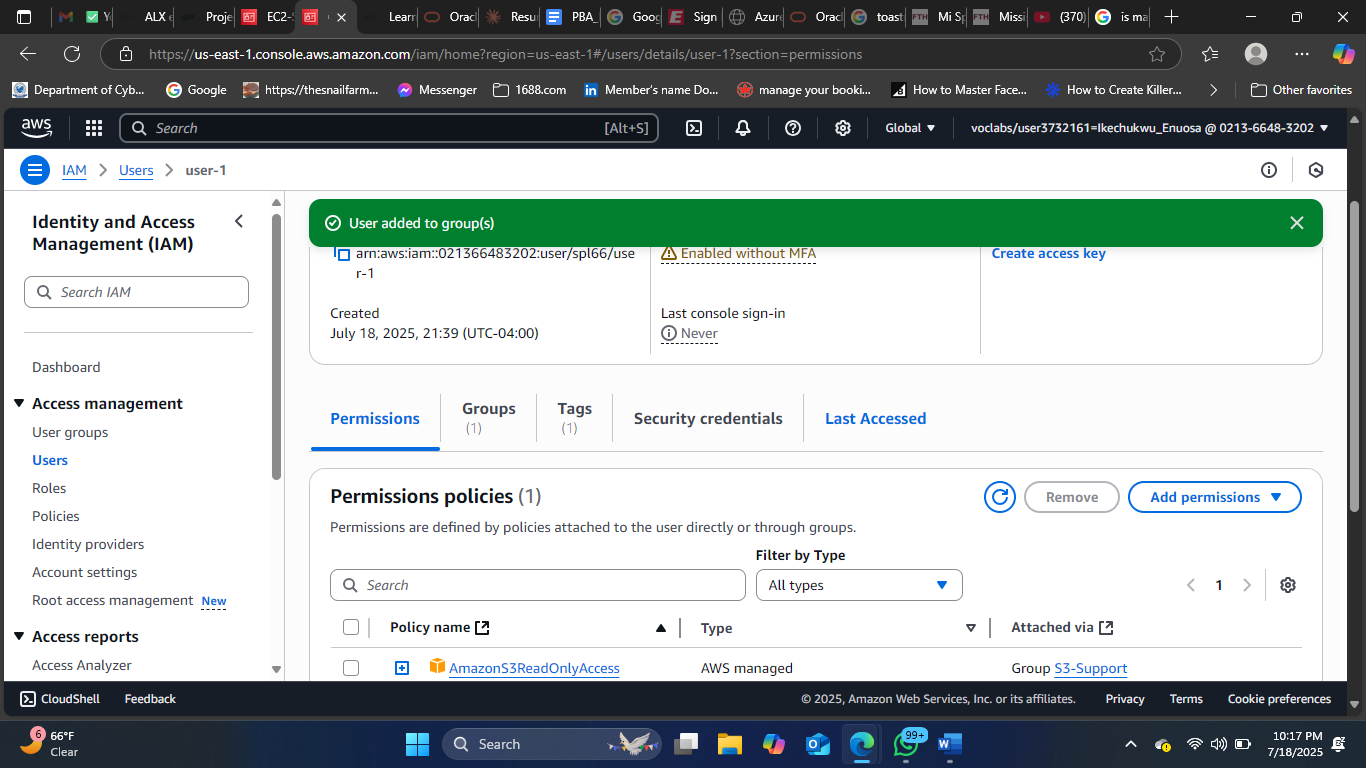 Yo
ALX e
Proje
EC2-S
Learn
Oracl
Resu
PBA_
Goog
Sign
Azure
Oracl
toast
Mi Sp
Missi
(370)
is ma
https://us-east-1.console.aws.amazon.com/iam/home?region=us-east-1#/users/details/user-1?section=permissions
Department of Cyb...
Google
https://thesnailfarm...
Messenger
1688.com
Member's name Do...
manage your booki...
How to Master Face...
How to Create Killer...
Other favorites
aws
Search
[Alt+S]
Global
voclabs/user3732161=Ikechukwu_Enuosa @ 0213-6648-3202
IAM
Users
user-1
Identity and Access
Management (IAM)
Search IAM
Dashboard
Access management
User groups
Users
Roles
Policies
Identity providers
Account settings
Root access management New
Access reports
Access Analyzer
User added to group(s)
arn:aws:iam::021366483202:user/spl66/use
r-1
Enabled without MFA
Create access key
Created
July 18, 2025, 21:39 (UTC-04:00)
Last console sign-in
Never
Permissions
Groups
(1)
Tags
(1)
Security credentials
Last Accessed
Permissions policies (1)
Remove
Add permissions
Permissions are defined by policies attached to the user directly or through groups.
Filter by Type
Search
All types
1
Policy name
Type
Attached via
AmazonS3ReadOnlyAccess
AWS managed
Group S3-Support
CloudShell
Feedback
© 2025, Amazon Web Services, Inc. or its affiliates.
Privacy
Terms
Cookie preferences
6
66°F
Clear
Search
99+
10:17 PM
7/18/2025